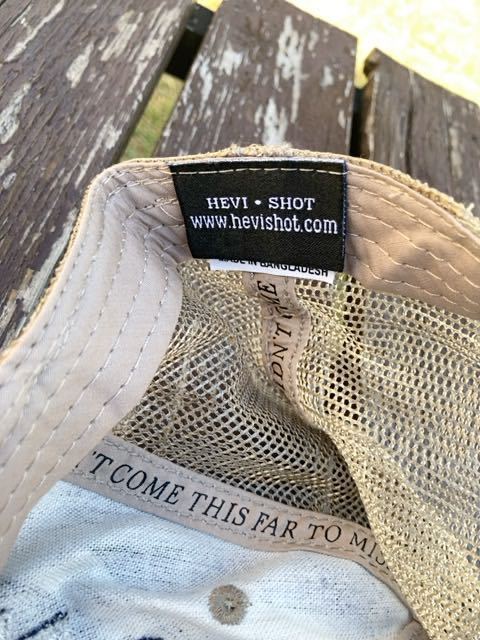 HEVI • SHOT
www.hevishot.com
MADE IN BANGLADESH
'T COME THIS FAR TO